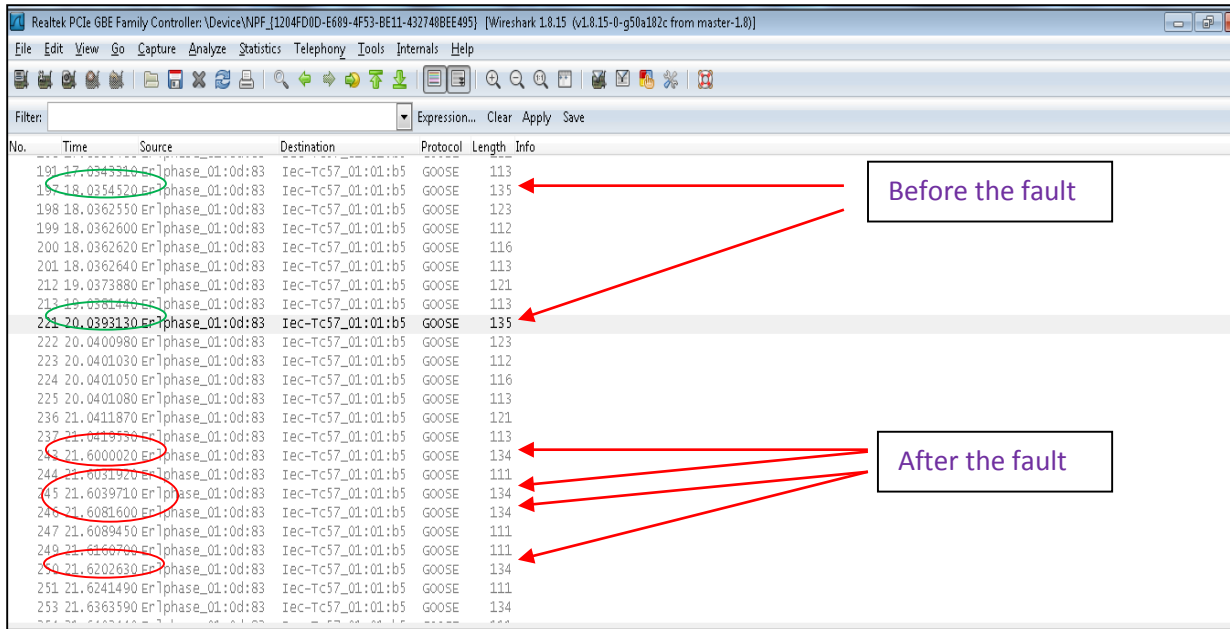 Realtek PCIe GBE Family Controller: \Device\NPF_{1204FD0D-E689-4F53-BE11-432748BEE495} [Wireshark 1.8.15 (v1.8.15-0-g50a182c from master-1.8)]
File Edit View Go Capture Analyze Statistics Telephony Tools Internals Help
Filter: Expression... Clear Apply Save
No. Time Source Destination Protocol Length Info
191 17.0343310 Erlphase_01:0d:83 Iec-Tc57_01:01:b5 GOOSE 113
197 18.0354520 Erlphase_01:0d:83 Iec-Tc57_01:01:b5 GOOSE 135
Before the fault
198 18.0362550 Erlphase_01:0d:83 Iec-Tc57_01:01:b5 GOOSE 123
199 18.0362600 Erlphase_01:0d:83 Iec-Tc57_01:01:b5 GOOSE 112
200 18.0362620 Erlphase_01:0d:83 Iec-Tc57_01:01:b5 GOOSE 116
201 18.0362640 Erlphase_01:0d:83 Iec-Tc57_01:01:b5 GOOSE 113
212 19.0373880 Erlphase_01:0d:83 Iec-Tc57_01:01:b5 GOOSE 121
213 19.0381440 Erlphase_01:0d:83 Iec-Tc57_01:01:b5 GOOSE 113
221 20.0393130 Erlphase_01:0d:83 Iec-Tc57_01:01:b5 GOOSE 135
222 20.0400980 Erlphase_01:0d:83 Iec-Tc57_01:01:b5 GOOSE 123
223 20.0401030 Erlphase_01:0d:83 Iec-Tc57_01:01:b5 GOOSE 112
224 20.0401050 Erlphase_01:0d:83 Iec-Tc57_01:01:b5 GOOSE 116
225 20.0401080 Erlphase_01:0d:83 Iec-Tc57_01:01:b5 GOOSE 113
236 21.0411870 Erlphase_01:0d:83 Iec-Tc57_01:01:b5 GOOSE 121
237 21.0419530 Erlphase_01:0d:83 Iec-Tc57_01:01:b5 GOOSE 113
243 21.6000020 Erlphase_01:0d:83 Iec-Tc57_01:01:b5 GOOSE 134
After the fault
244 21.6031920 Erlphase_01:0d:83 Iec-Tc57_01:01:b5 GOOSE 111
245 21.6039710 Erlphase_01:0d:83 Iec-Tc57_01:01:b5 GOOSE 134
246 21.6081600 Erlphase_01:0d:83 Iec-Tc57_01:01:b5 GOOSE 134
247 21.6089450 Erlphase_01:0d:83 Iec-Tc57_01:01:b5 GOOSE 111
249 21.6160700 Erlphase_01:0d:83 Iec-Tc57_01:01:b5 GOOSE 111
250 21.6202630 Erlphase_01:0d:83 Iec-Tc57_01:01:b5 GOOSE 134
251 21.6241490 Erlphase_01:0d:83 Iec-Tc57_01:01:b5 GOOSE 111
253 21.6363590 Erlphase_01:0d:83 Iec-Tc57_01:01:b5 GOOSE 134